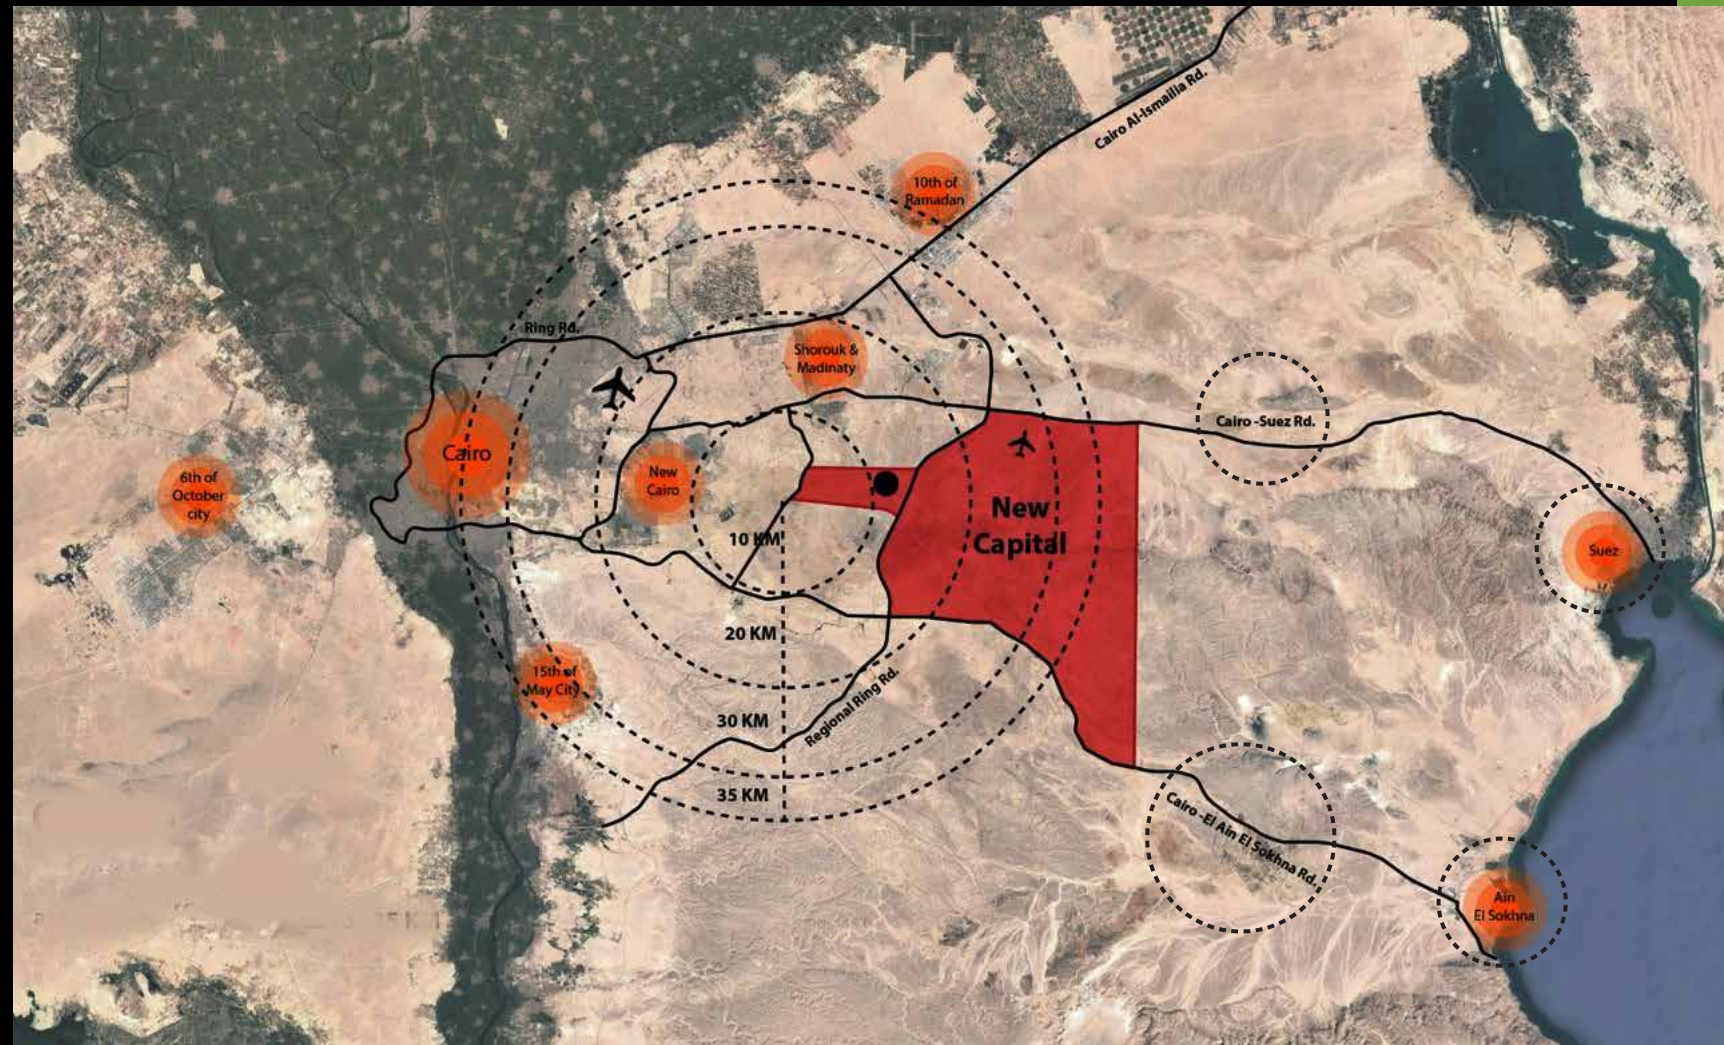 Cairo Al-Ismailia Rd.
10th of
Ramadan
Ring Rd.
Shorouk &
Madinaty
Cairo -Suez Rd.
Cairo
6th of
October
city
New
Cairo
New
Capital
10 KM
Suez
20 KM
15th of
May City
30 KM
Regional Ring Rd.
35 KM
Cairo -El Ain El Sokhna Rd.
Ain
El Sokhna